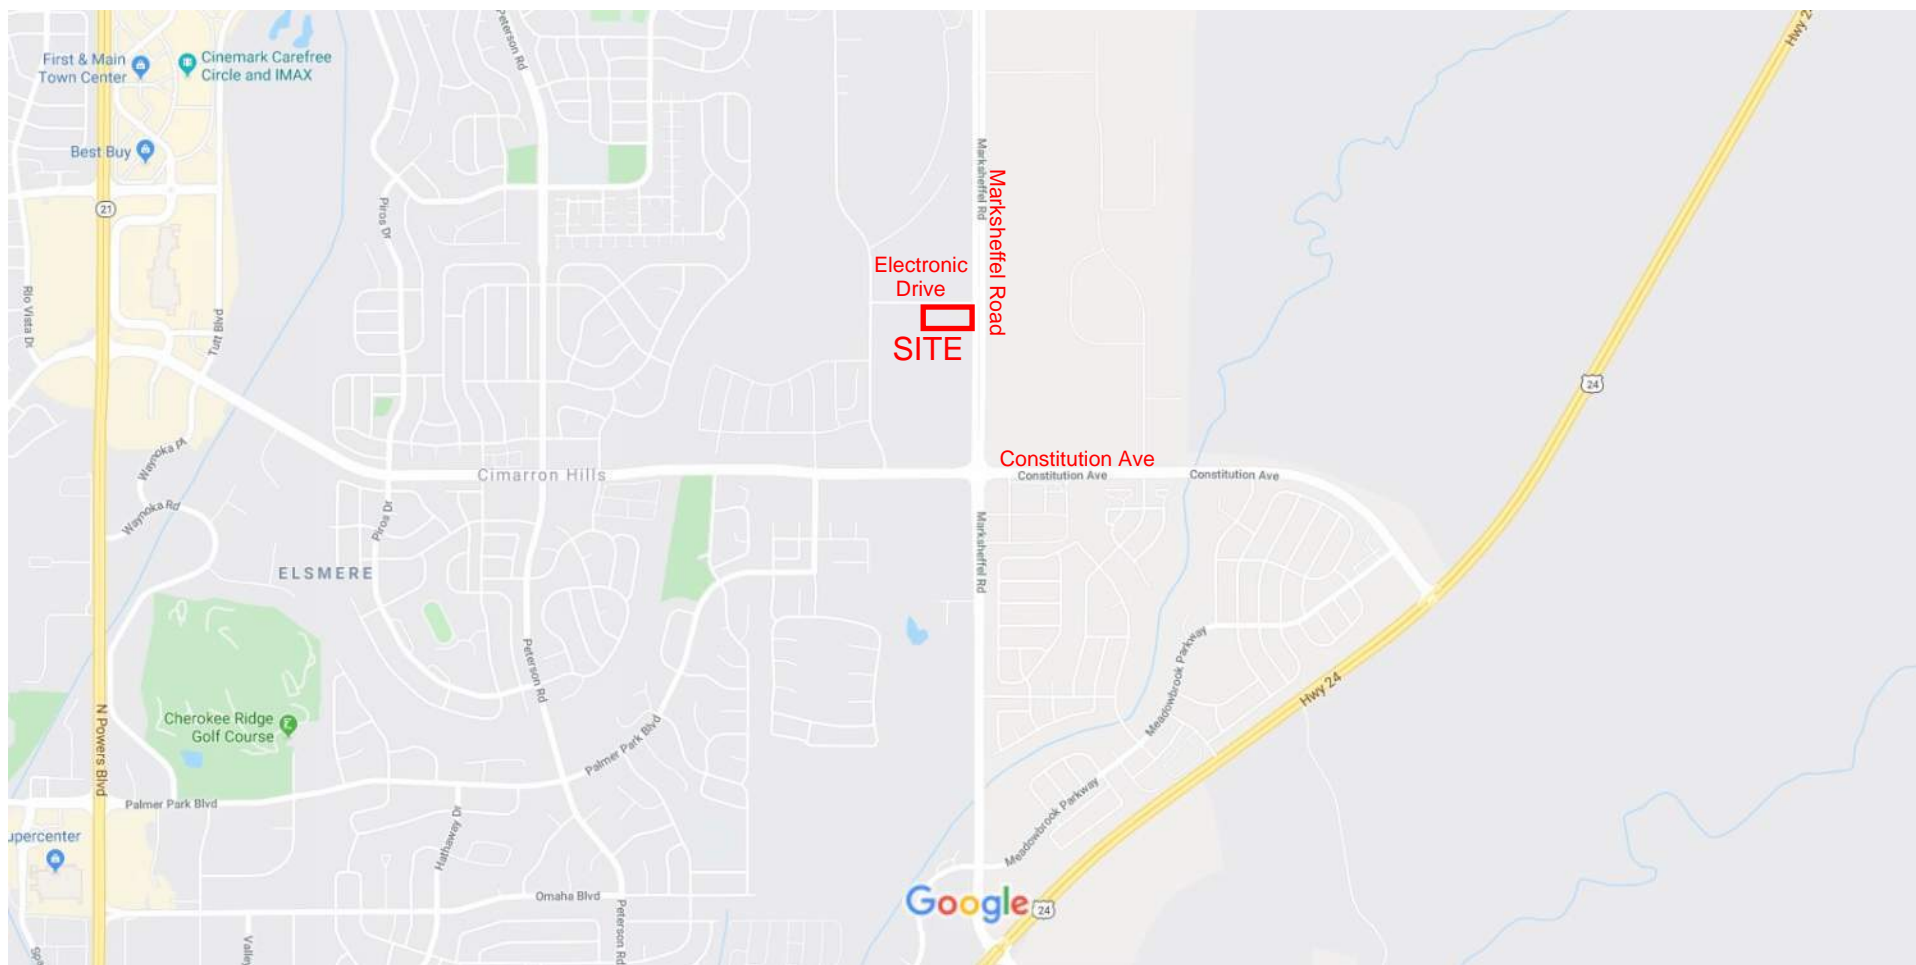 Hwy 2
Peterson Rd
First & Main
Town Center
Cinemark Carefree
Circle and IMAX
Best Buy
21
Piros Dr
Marksheffel Rd
Marksheffel Road
Electronic
Drive
SITE
Rio Vista Dr
Tutt Blvd
24
Constitution Ave
Constitution Ave
Constitution Ave
Cimarron Hills
Waynoka Pl
Waynoka Rd
Piros Dr
Marksheffel Rd
ELSMERE
Peterson Rd
Meadowbrook Parkway
Hwy 24
N Powers Blvd
Cherokee Ridge
Golf Course
Palmer Park Blvd
Palmer Park Blvd
Hathaway Dr
Meadowbrook Parkway
upercenter
Omaha Blvd
Google
24
Peterson Rd
Valley
Spa